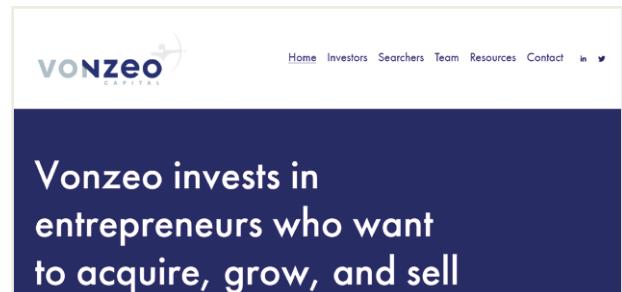 VONZEO
CAPITAL
Home Investors Searchers Team Resources Contact in
Vonzeo invests in
entrepreneurs who want
to acquire, grow, and sell